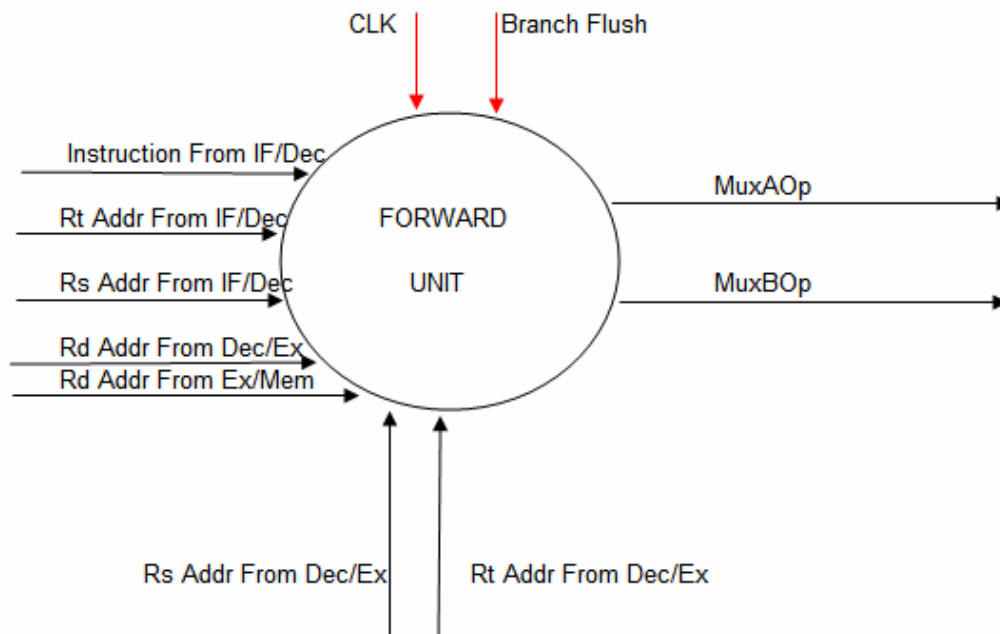 CLK
Branch Flush
Instruction From IF/Dec
Rt Addr From IF/Dec
Rs Addr From IF/Dec
Rd Addr From Dec/Ex
Rd Addr From Ex/Mem
FORWARD
UNIT
MuxAOp
MuxBOp
Rs Addr From Dec/Ex
Rt Addr From Dec/Ex